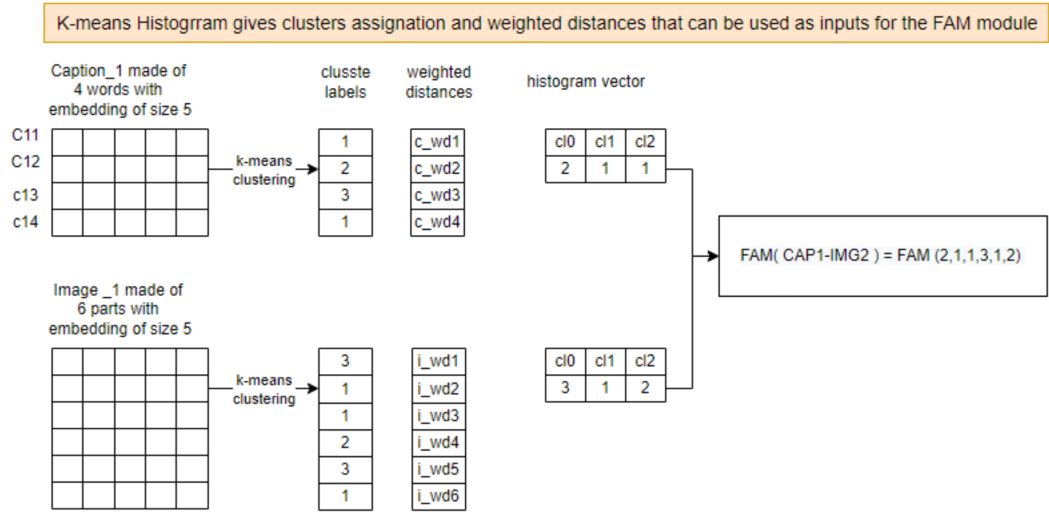 K-means Histogrram gives clusters assignation and weighted distances that can be used as inputs for the FAM module
Caption_1 made of
4 words with
embedding of size 5
clusste
labels
weighted
distances
histogram vector
C11
C12
c13
c14
k-means
clustering
1
2
3
1
c_wd1
c_wd2
c_wd3
c_wd4
cl0 cl1 cl2
2 1 1
FAM( CAP1-IMG2 ) = FAM (2,1,1,3,1,2)
Image _1 made of
6 parts with
embedding of size 5
k-means
clustering
3
1
1
2
3
1
i_wd1
i_wd2
i_wd3
i_wd4
i_wd5
i_wd6
cl0 cl1 cl2
3 1 2